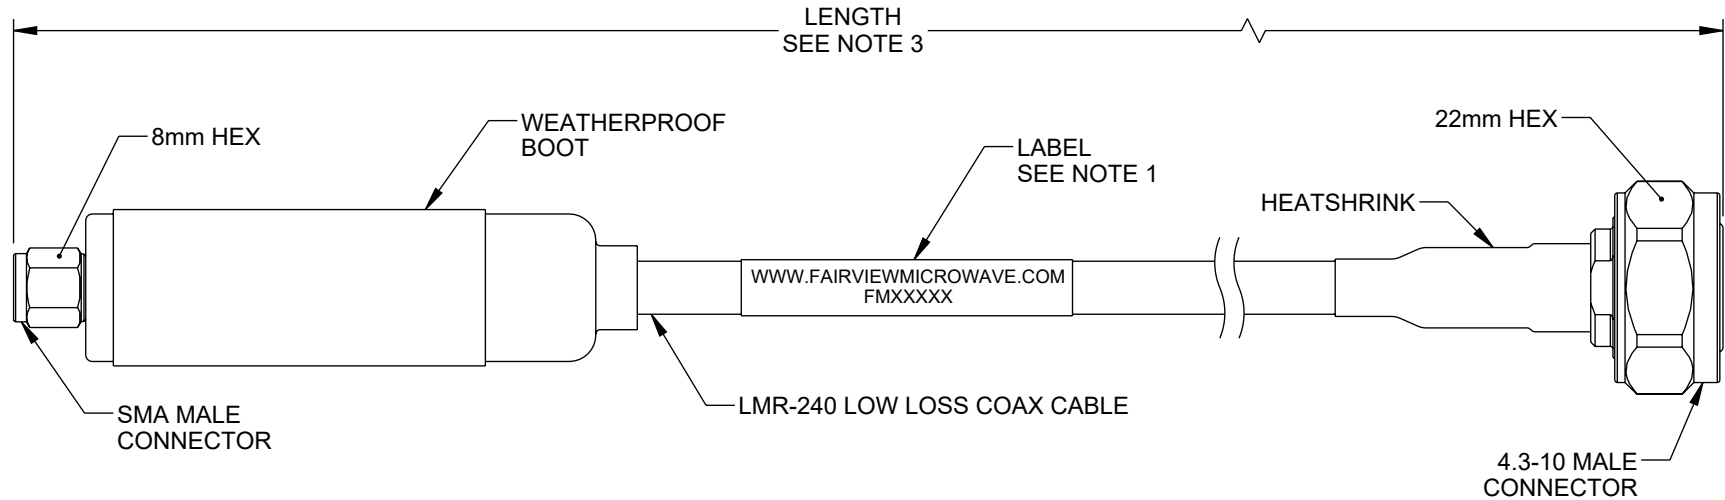 LENGTH
SEE NOTE 3
8mm HEX
WEATHERPROOF
BOOT
LABEL
SEE NOTE 1
22mm HEX
HEATSHRINK
WWW.FAIRVIEWMICROWAVE.COM
FMXXXXX
SMA MALE
CONNECTOR
LMR-240 LOW LOSS COAX CABLE
4.3-10 MALE
CONNECTOR